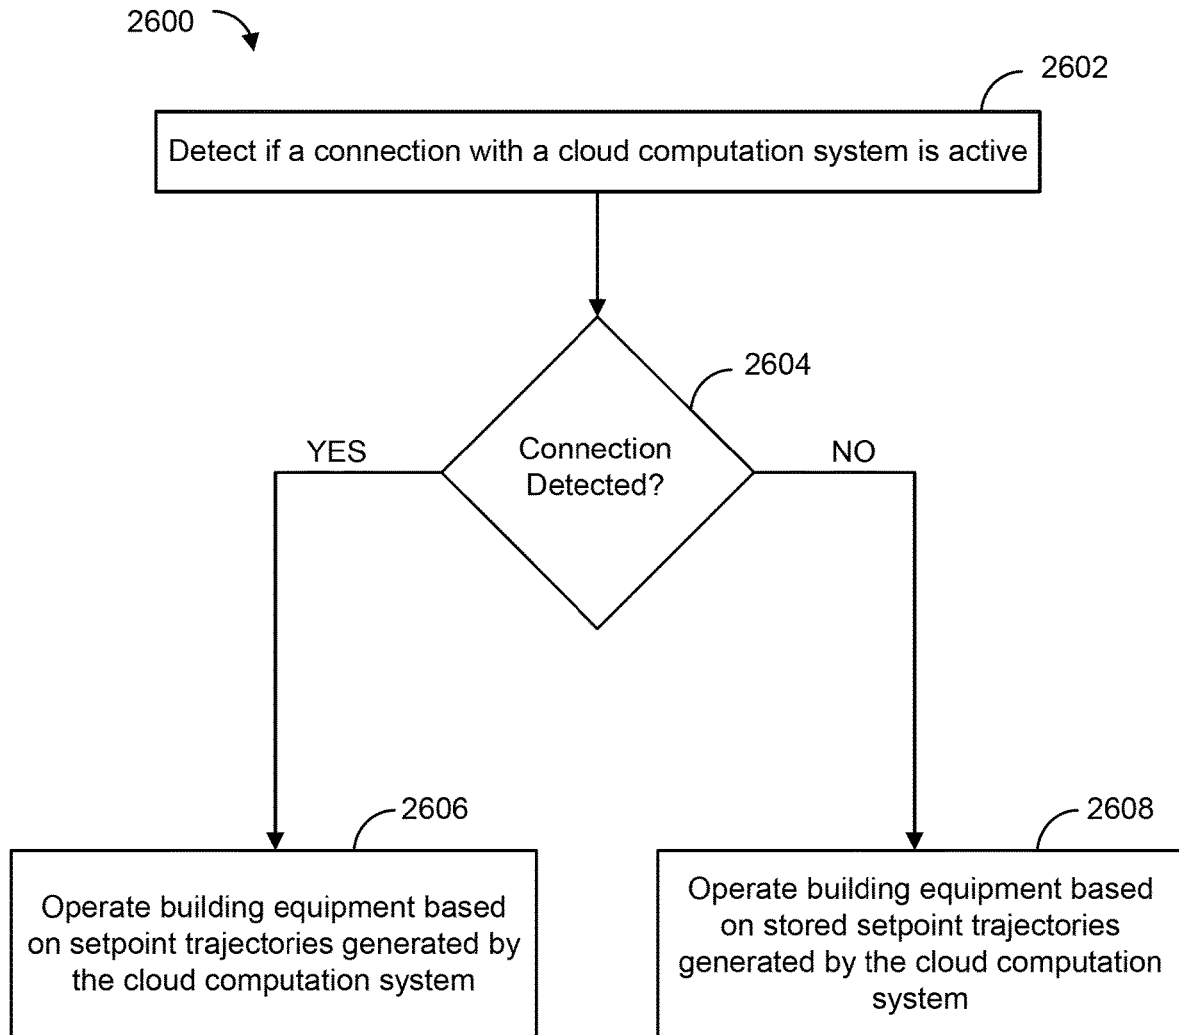 2600
2602
Detect if a connection with a cloud computation system is active
2604
Connection
Detected?
YES
NO
2606
2608
Operate building equipment based
on setpoint trajectories generated by
the cloud computation system
Operate building equipment based
on stored setpoint trajectories
generated by the cloud computation
system